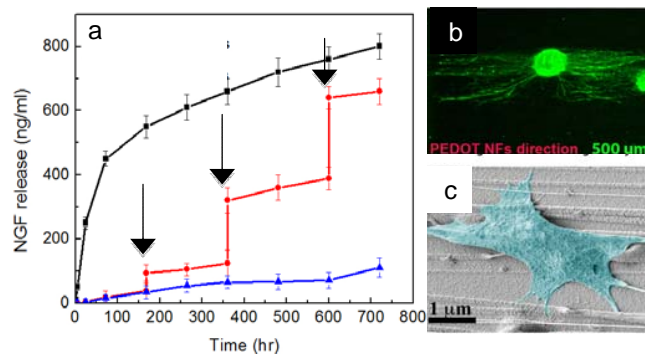 a
NGF release (ng/ml)
800
600
400
200
0
0 100 200 300 400 500 600 700 800
Time (hr)
b
PEDOT NFs direction 500 μm
c
1 μm